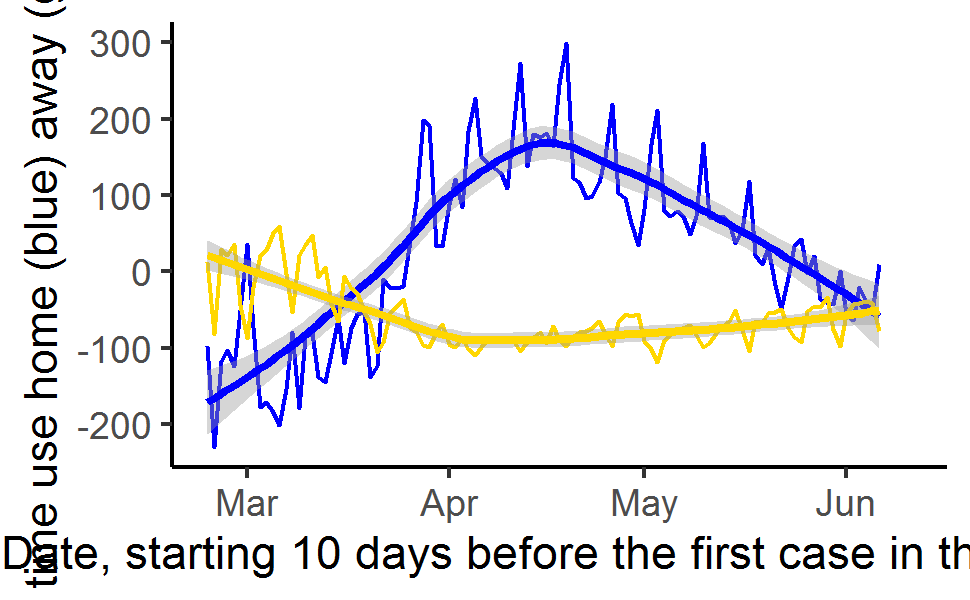 time use home (blue) away (
300
200
100
0
-100
-200
Mar Apr May Jun
Date, starting 10 days before the first case in th